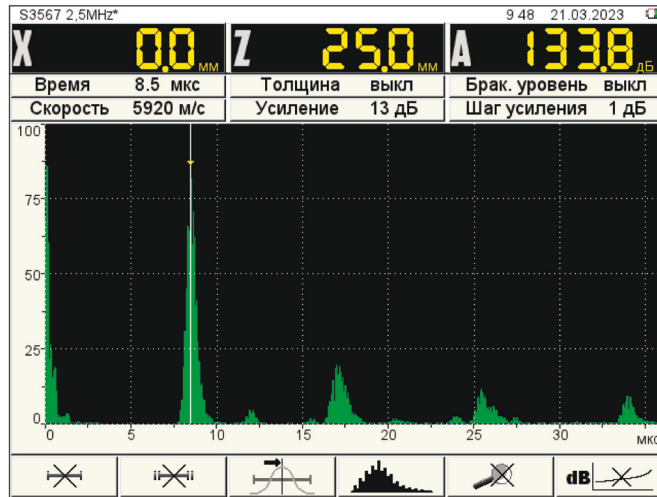 S3567 2,5MHz* 9 48 21.03.2023
X 0.0 мм Z 25.0 мм A 133.8 дБ
Время 8.5 мкс Толщина выкл Брак. уровень выкл
Скорость 5920 м/с Усиление 13 дБ Шаг усиления 1 дБ
100
75
50
25
0
0 5 10 15 20 25 30 мкс
dB